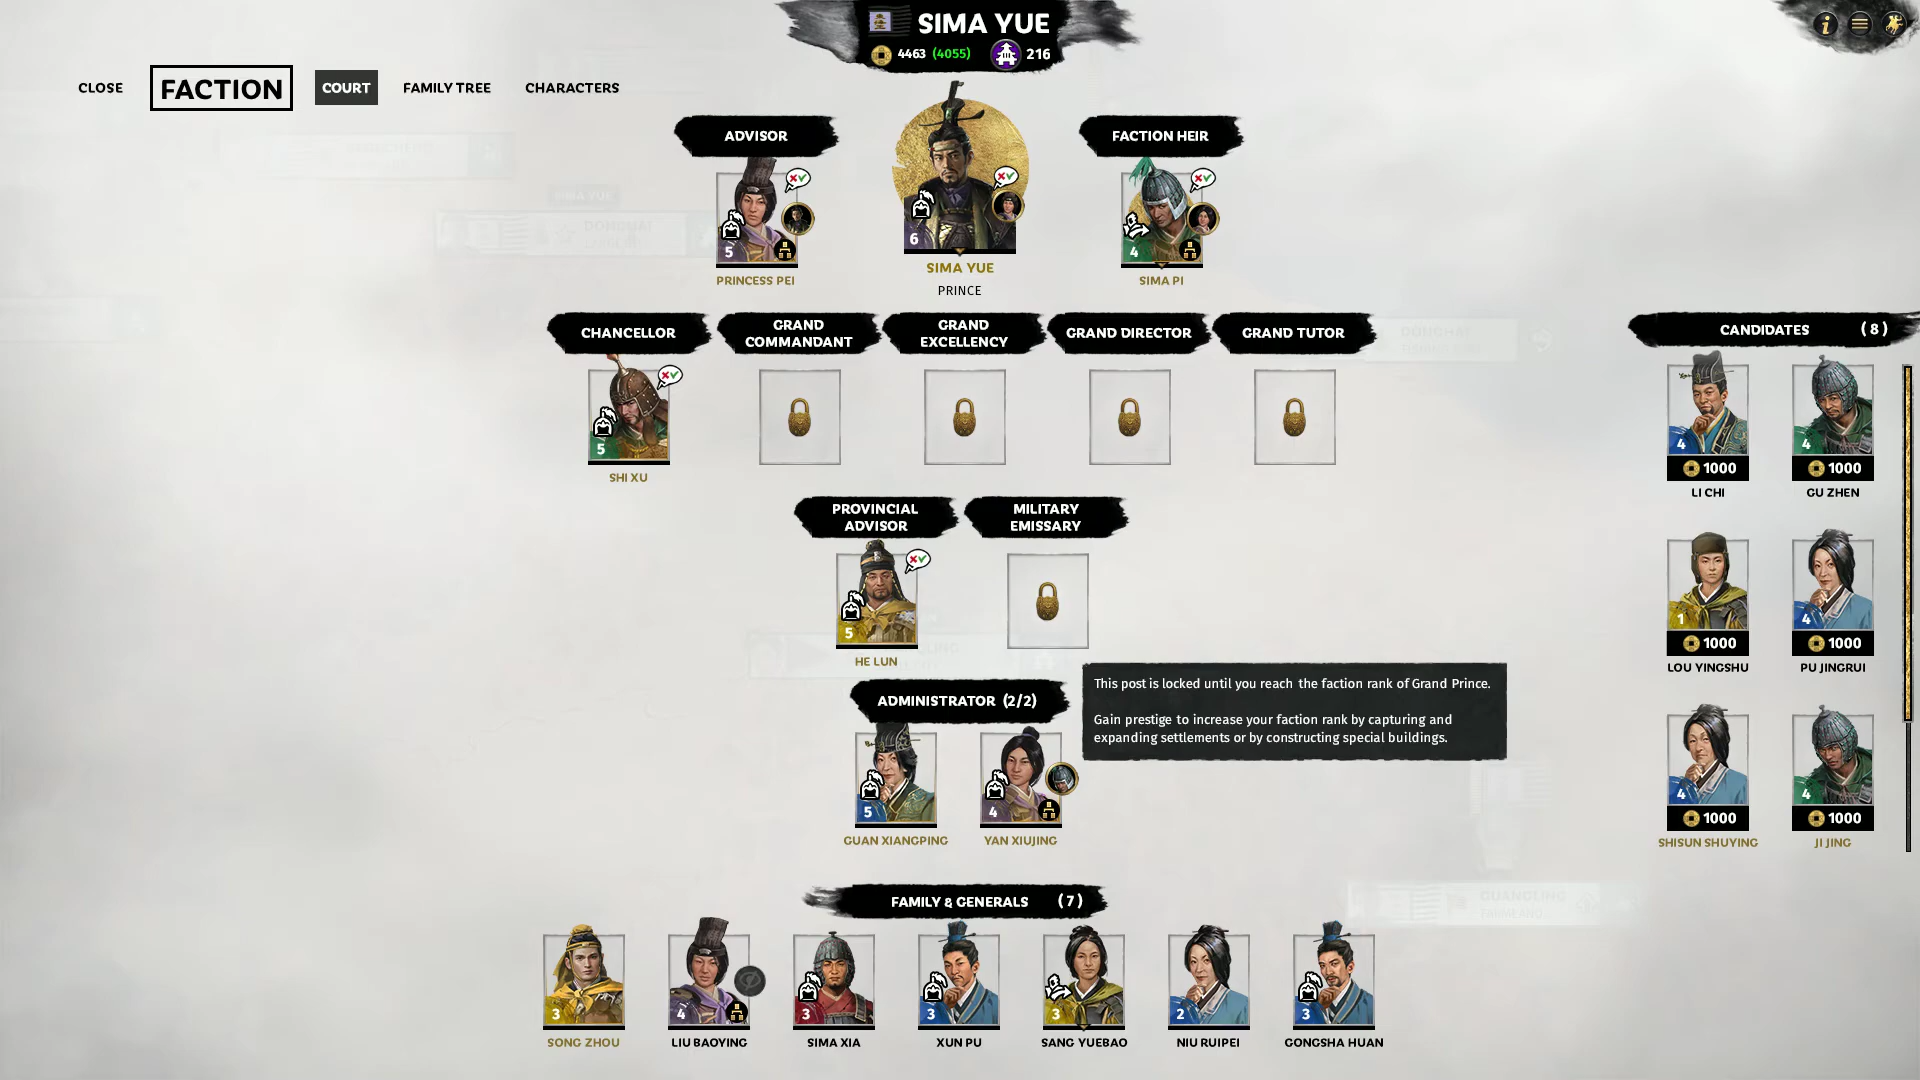 SIMA YUE
4463 (4055) 216
CLOSE FACTION COURT FAMILY TREE CHARACTERS
ADVISOR
FACTION HEIR
5
6
4
PRINCESS PEI
SIMA YUE
SIMA PI
PRINCE
CHANCELLOR
GRAND
COMMANDANT
GRAND
EXCELLENCY
GRAND DIRECTOR
GRAND TUTOR
5
SHI XU
PROVINCIAL
ADVISOR
MILITARY
EMISSARY
5
HE LUN
This post is locked until you reach the faction rank of Grand Prince.
Gain prestige to increase your faction rank by capturing and
expanding settlements or by constructing special buildings.
ADMINISTRATOR (2/2)
5
4
GUAN XIANGPING
YAN XIUJING
CANDIDATES (8)
4
4
1000
1000
LI CHI
GU ZHEN
1
4
1000
1000
LOU YINGSHU
PU JINGRUI
4
4
1000
1000
SHISUN SHUYING
JI JING
FAMILY & GENERALS (7)
3
4
3
3
3
2
3
SONG ZHOU
LIU BAOYING
SIMA XIA
XUN PU
SANG YUEBAO
NIU RUIPEI
GONGSHA HUAN